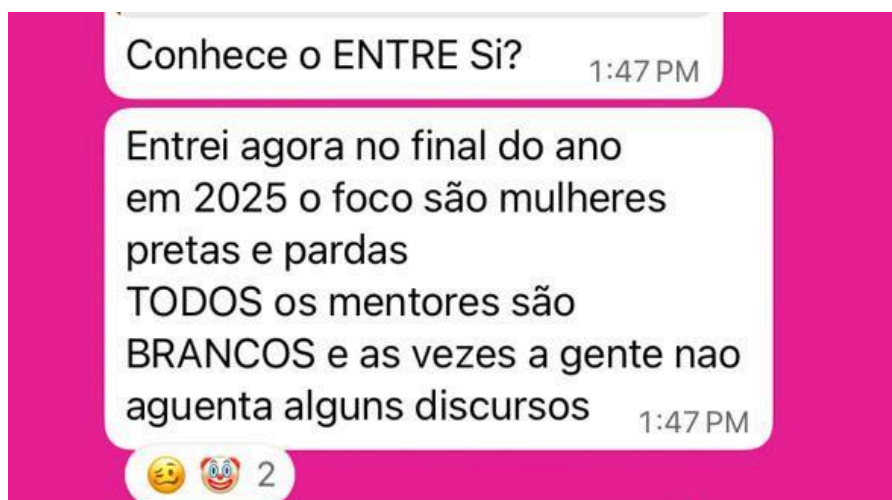 Conhece o ENTRE Si?
1:47 PM
Entrei agora no final do ano
em 2025 o foco são mulheres
pretas e pardas
TODOS os mentores são
BRANCOS e as vezes a gente nao
aguenta alguns discursos
1:47 PM
2